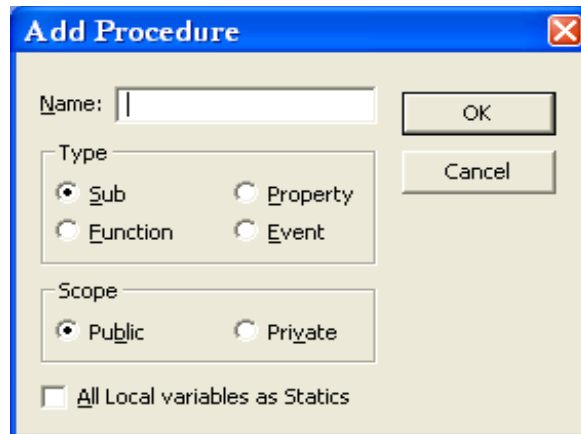 Add Procedure
Name:
OK
Cancel
Type
Sub
Property
Function
Event
Scope
Public
Private
All Local variables as Statics